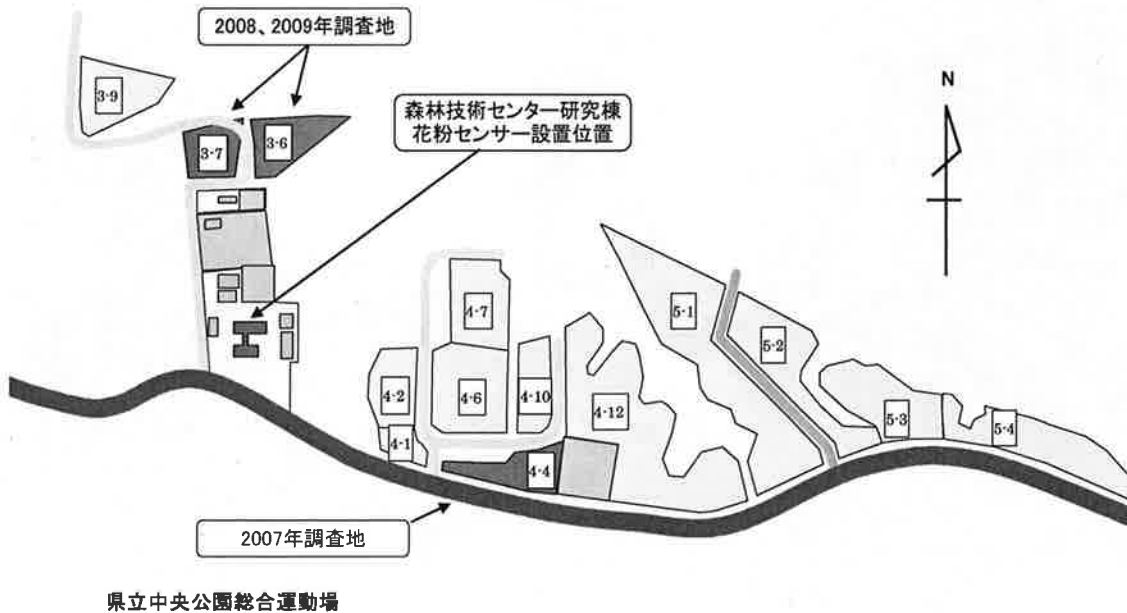 2008、2009年調査地
3-9
森林技術センター研究棟
花粉センサー設置位置
N
3-7
3-6
4-7
5-1
5-2
4-2
4-6
4-10
4-12
5-3
5-4
4-1
4-4
2007年調査地
県立中央公園総合運動場